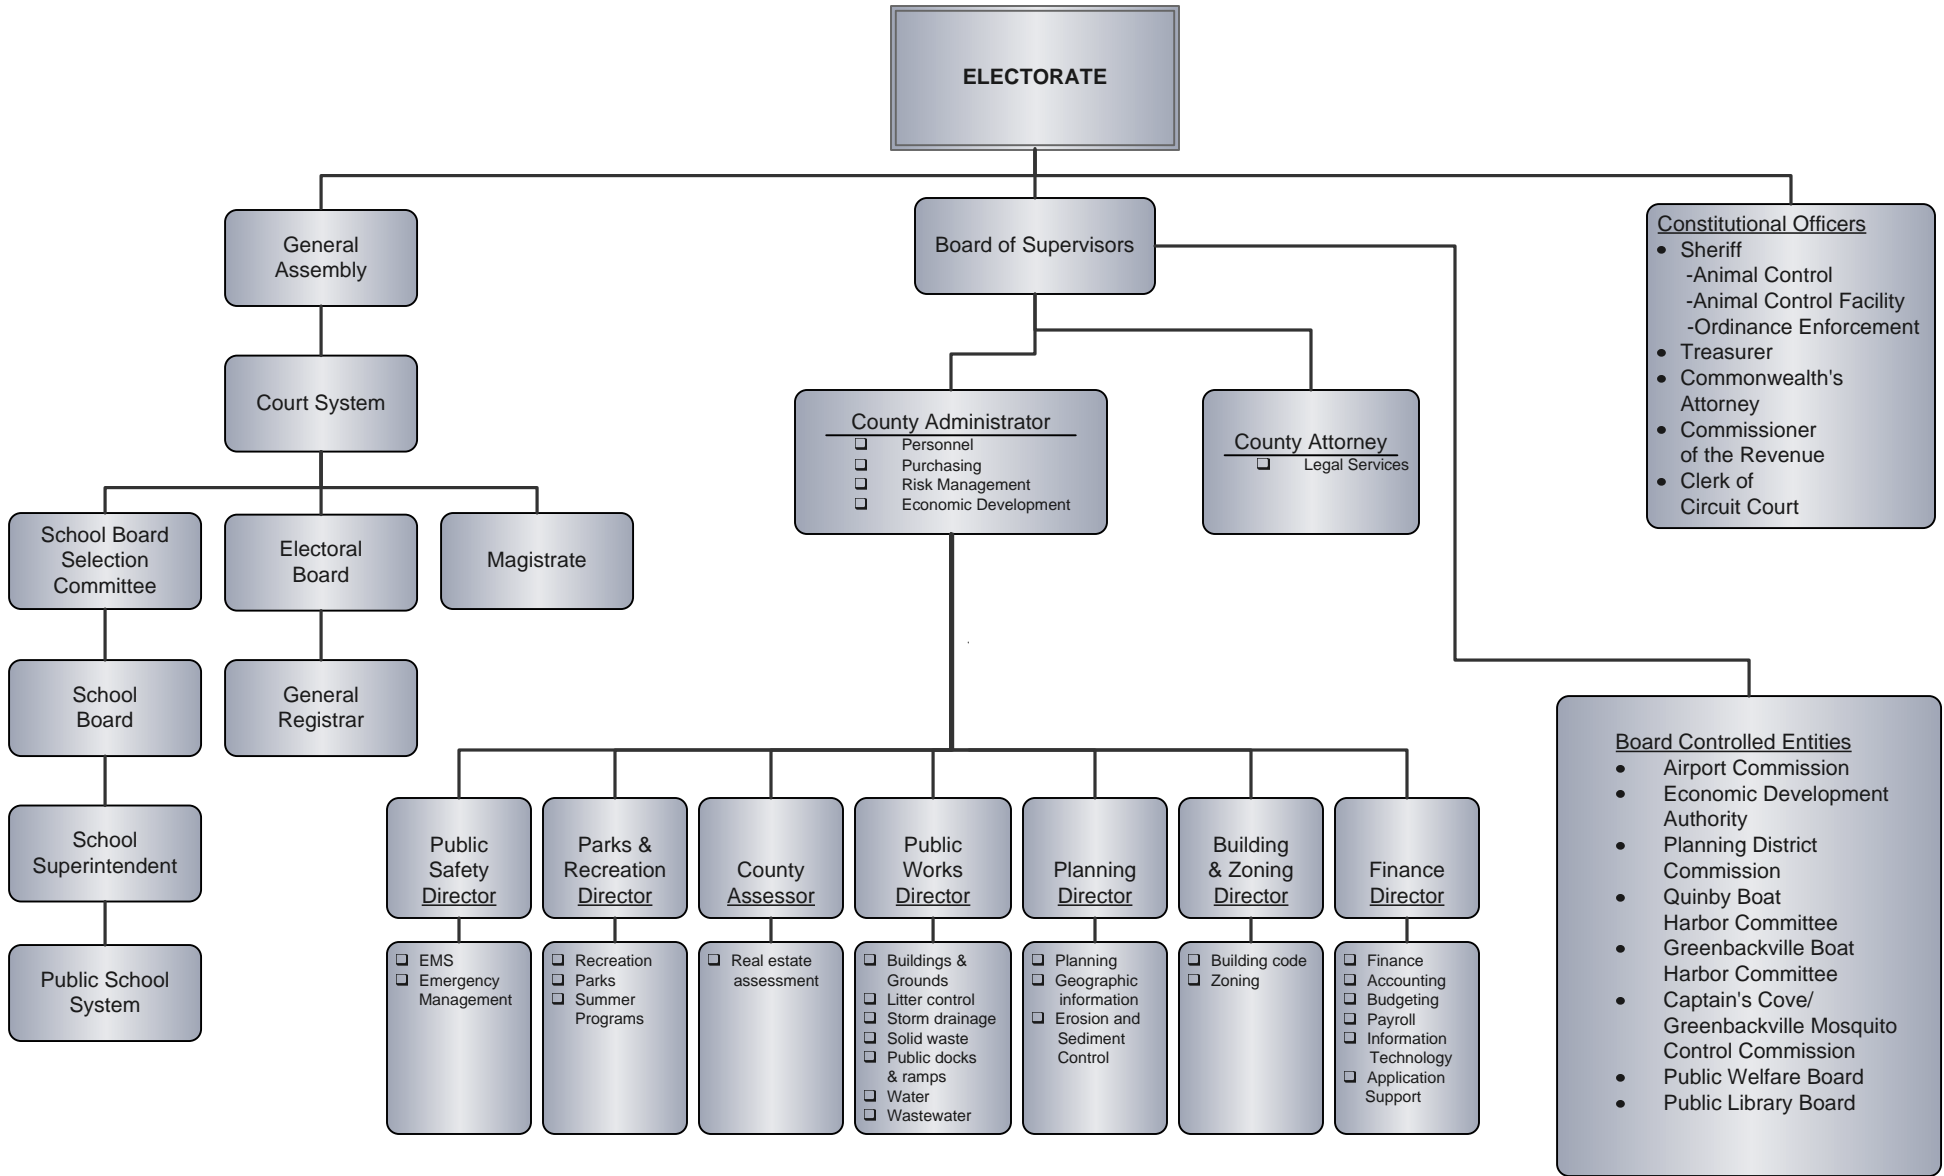 ELECTORATE
General
Assembly
Court System
School Board
Selection
Committee
Electoral
Board
Magistrate
School
Board
General
Registrar
School
Superintendent
Public School
System
Board of Supervisors
County Administrator
❑ Personnel
❑ Purchasing
❑ Risk Management
❑ Economic Development
County Attorney
❑ Legal Services
Constitutional Officers
• Sheriff
-Animal Control
-Animal Control Facility
-Ordinance Enforcement
• Treasurer
• Commonwealth's
Attorney
• Commissioner
of the Revenue
• Clerk of
Circuit Court
Public
Safety
Director
❑ EMS
❑ Emergency
Management
Parks &
Recreation
Director
❑ Recreation
❑ Parks
❑ Summer
Programs
County
Assessor
❑ Real estate
assessment
Public
Works
Director
❑ Buildings &
Grounds
❑ Litter control
❑ Storm drainage
❑ Solid waste
❑ Public docks
& ramps
❑ Water
❑ Wastewater
Planning
Director
❑ Planning
❑ Geographic
information
❑ Erosion and
Sediment
Control
Building
& Zoning
Director
❑ Building code
❑ Zoning
Finance
Director
❑ Finance
❑ Accounting
❑ Budgeting
❑ Payroll
❑ Information
Technology
❑ Application
Support
Board Controlled Entities
• Airport Commission
• Economic Development
Authority
• Planning District
Commission
• Quinby Boat
Harbor Committee
• Greenbackville Boat
Harbor Committee
• Captain's Cove/
Greenbackville Mosquito
Control Commission
• Public Welfare Board
• Public Library Board